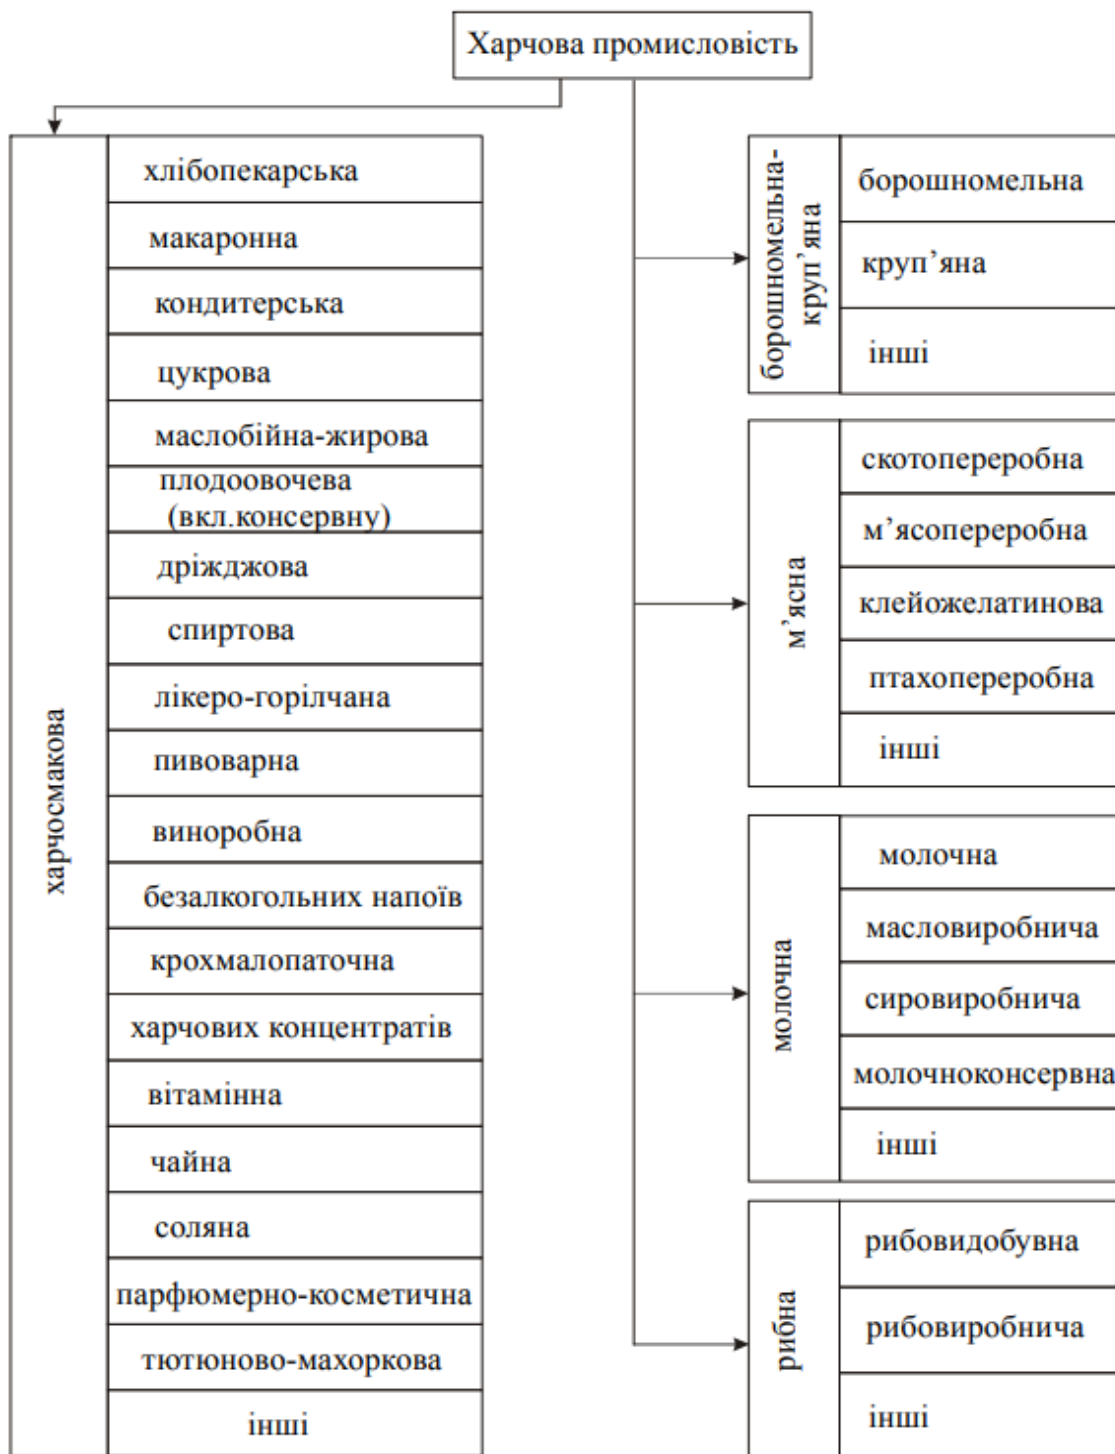 Харчова промисловість
харчосмакова
хлібопекарська
макаронна
кондитерська
цукрова
маслобійна-жирова
плодоовочева
(вкл.консервну)
дріжджова
спиртова
лікеро-горілчана
пивоварна
виноробна
безалкогольних напоїв
крохмалопаточна
харчових концентратів
вітамінна
чайна
соляна
парфюмерно-косметична
тютюново-махоркова
інші
борошномельна-
круп’яна
борошномельна
круп’яна
інші
м’ясна
скотопереробна
м’ясопереробна
клейожелатинова
птахопереробна
інші
молочна
молочна
масловиробнича
сировиробнича
молочноконсервна
інші
рибна
рибовидобувна
рибовиробнича
інші